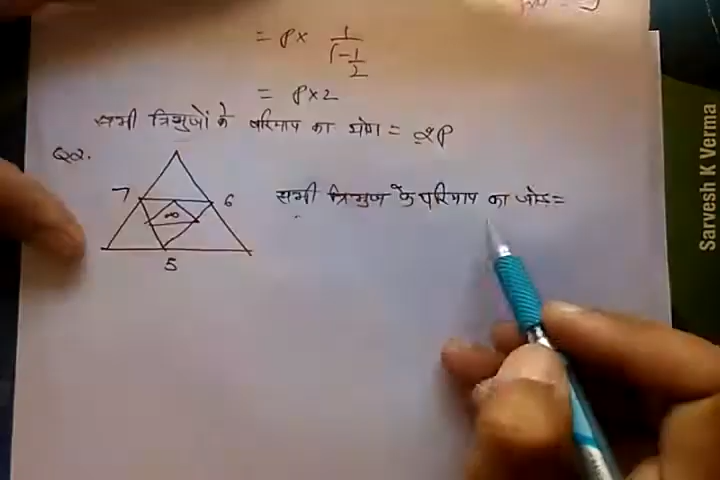 = P × 1/(1-1/2)
= P×2
सभी त्रिभुजों के परिमाप का योग = 2P
Q2.
7 6
∞
5
सभी त्रिभुज के परिमाप का जोड़ =
Sarvesh K Verma